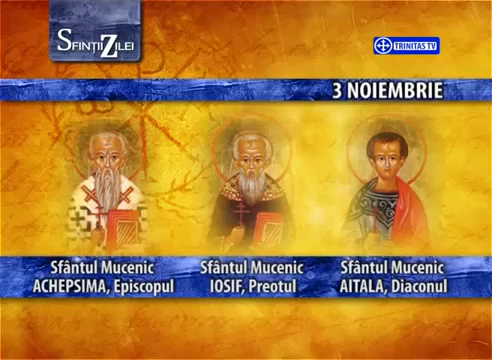 SFINȚII ZILEI
TRINITAS TV
3 NOIEMBRIE
Sfântul Mucenic
ACHEPSIMA, Episcopul
Sfântul Mucenic
IOSIF, Preotul
Sfântul Mucenic
AITALA, Diaconul